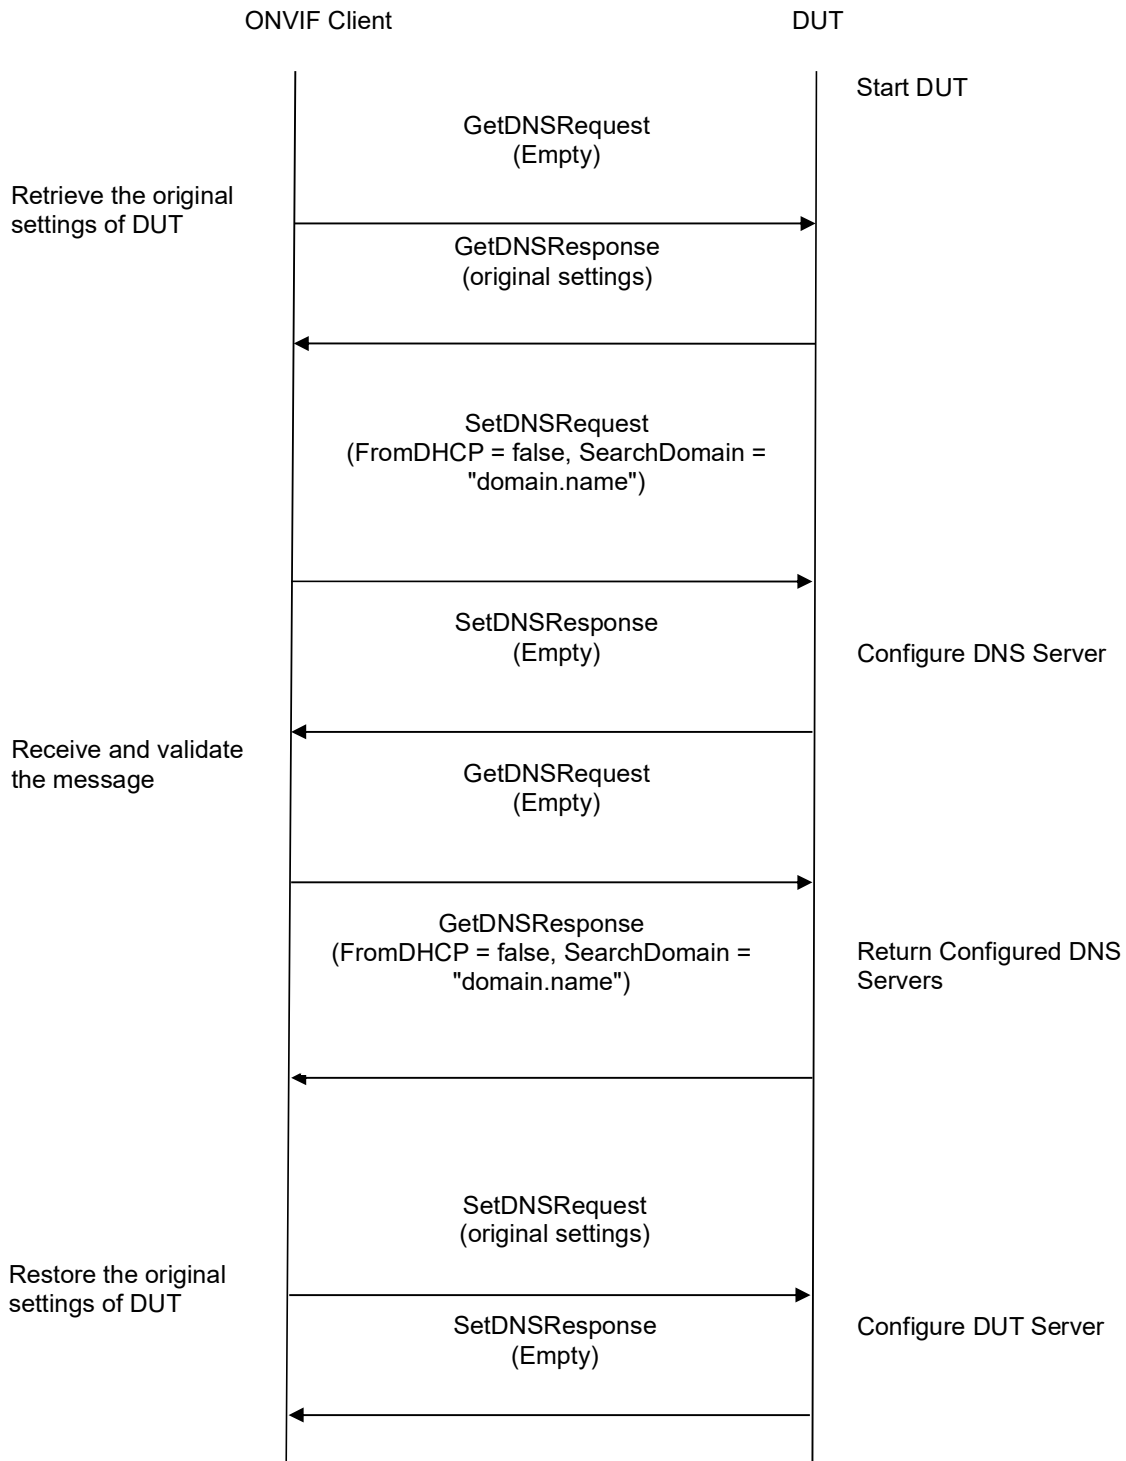 ONVIF Client
DUT
Start DUT
GetDNSRequest
(Empty)
Retrieve the original
settings of DUT
GetDNSResponse
(original settings)
SetDNSRequest
(FromDHCP = false, SearchDomain =
"domain.name")
SetDNSResponse
(Empty)
Configure DNS Server
Receive and validate
the message
GetDNSRequest
(Empty)
GetDNSResponse
(FromDHCP = false, SearchDomain =
"domain.name")
Return Configured DNS
Servers
SetDNSRequest
(original settings)
Restore the original
settings of DUT
SetDNSResponse
(Empty)
Configure DUT Server